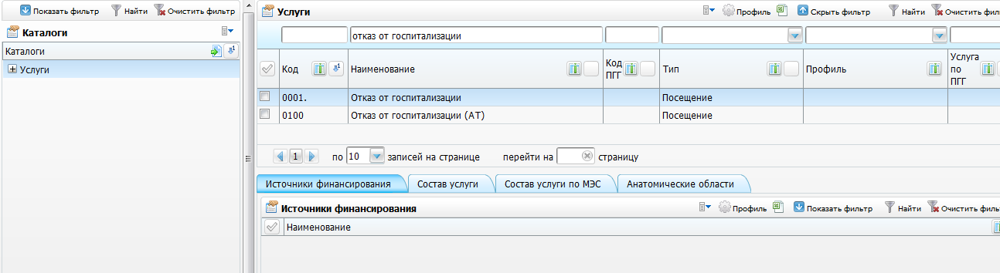 Показать фильтр Найти Очистить фильтр
Каталоги
Каталоги
Услуги
Услуги Профиль Скрыть фильтр Найти Очистить фил
отказ от госпитализации
Код Наименование Код ПГГ Тип Профиль Услуга по ПГГ
0001. Отказ от госпитализации Посещение
0100 Отказ от госпитализации (АТ) Посещение
1 по 10 записей на странице перейти на страницу
Источники финансирования Состав услуги Состав услуги по МЭС Анатомические области
Источники финансирования Профиль Показать фильтр Найти Очистить филь
Наименование